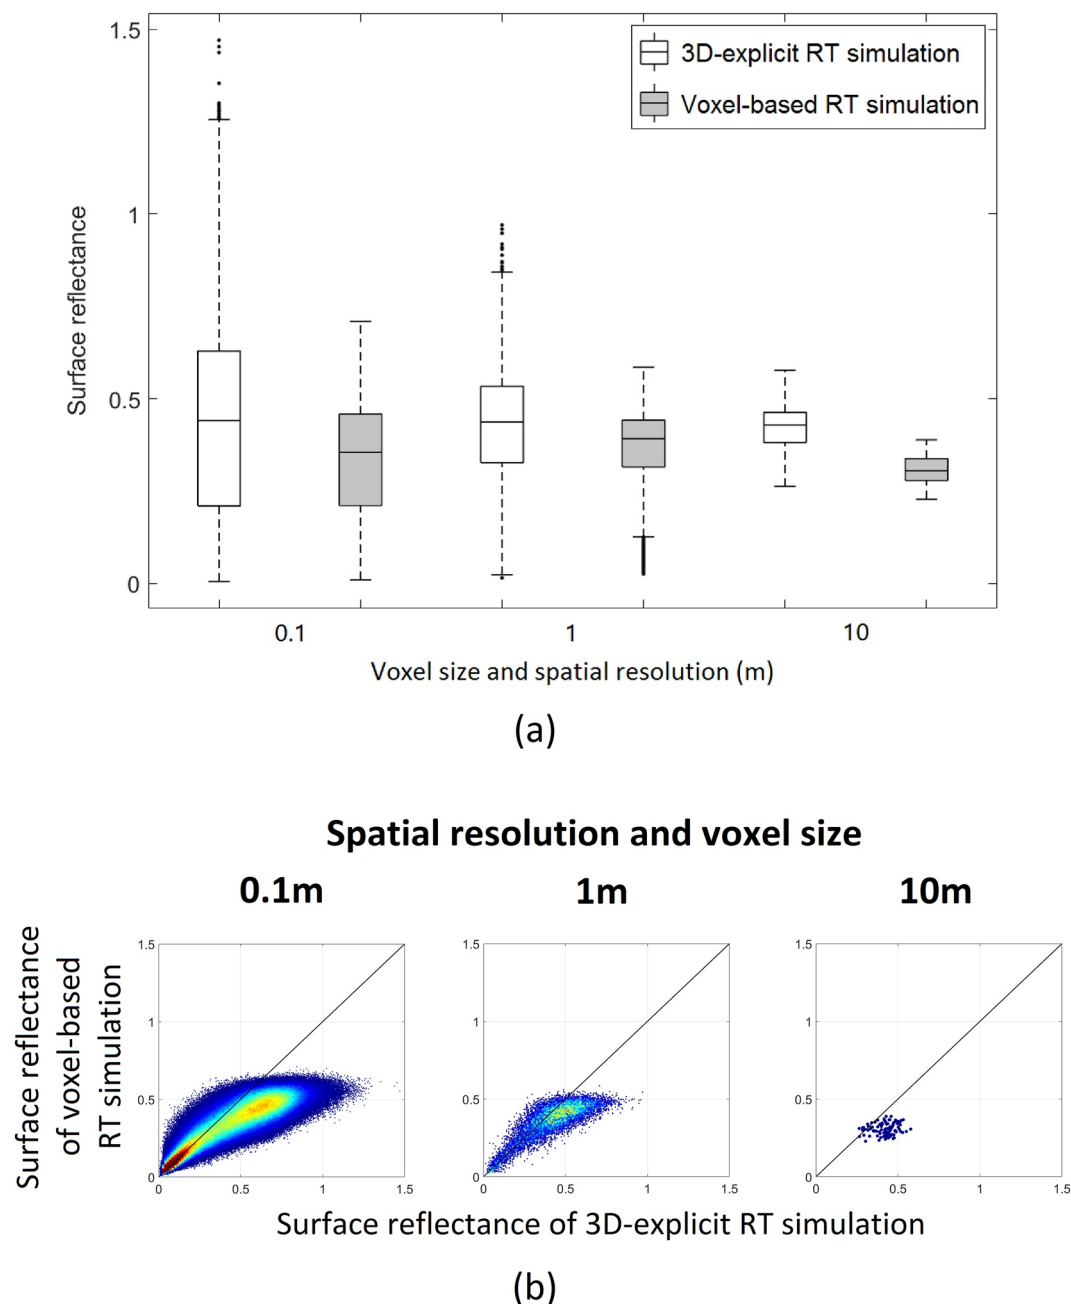 1.5
1
0.5
0
Surface reflectance
3D-explicit RT simulation
Voxel-based RT simulation
0.1 1 10
Voxel size and spatial resolution (m)
(a)
Spatial resolution and voxel size
0.1m 1m 10m
Surface reflectance
of voxel-based
RT simulation
1.5
1
0.5
0
0 0.5 1 1.5
1.5
1
0.5
0
0 0.5 1 1.5
1.5
1
0.5
0
0 0.5 1 1.5
Surface reflectance of 3D-explicit RT simulation
(b)